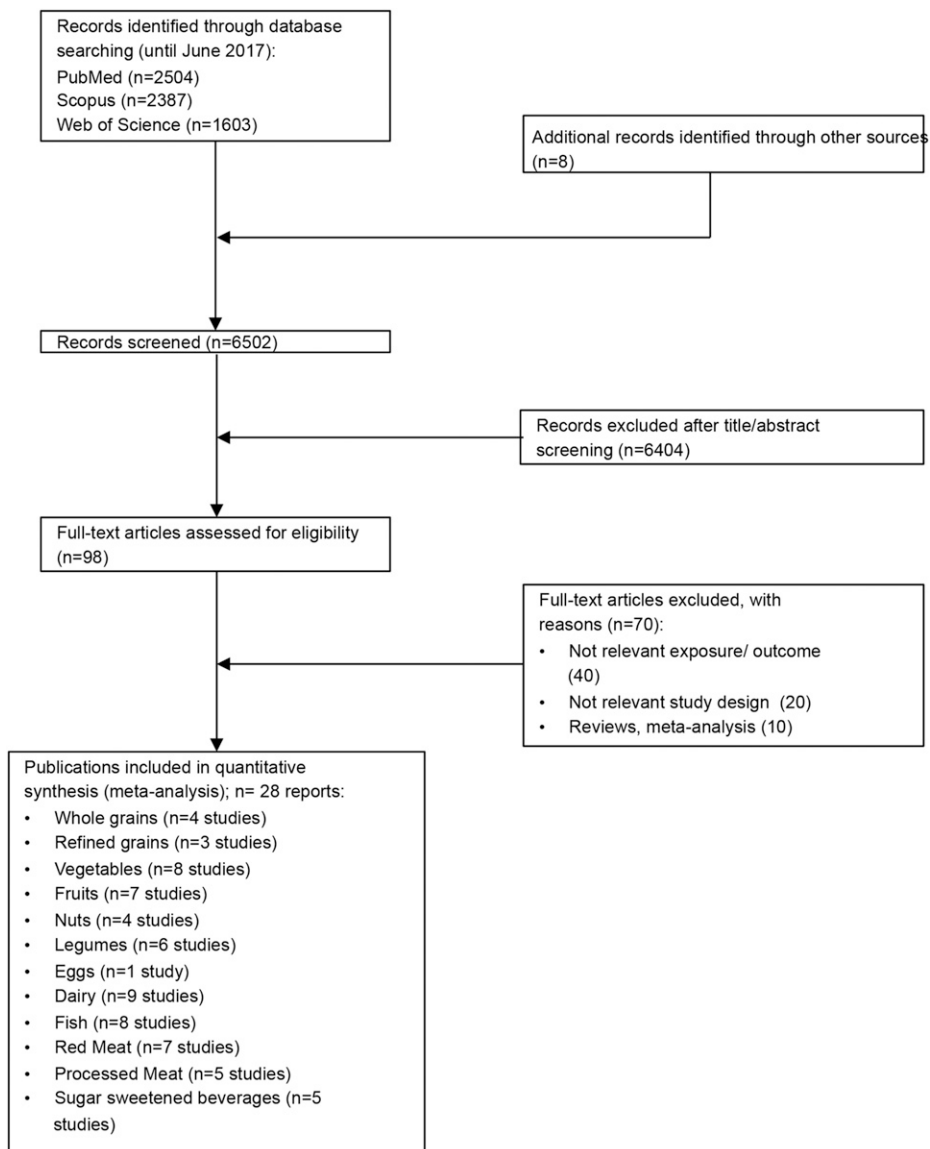 Records identified through database
searching (until June 2017):
PubMed (n=2504)
Scopus (n=2387)
Web of Science (n=1603)
Additional records identified through other sources
(n=8)
Records screened (n=6502)
Records excluded after title/abstract
screening (n=6404)
Full-text articles assessed for eligibility
(n=98)
Full-text articles excluded, with
reasons (n=70):
• Not relevant exposure/ outcome
(40)
• Not relevant study design (20)
• Reviews, meta-analysis (10)
Publications included in quantitative
synthesis (meta-analysis); n= 28 reports:
• Whole grains (n=4 studies)
• Refined grains (n=3 studies)
• Vegetables (n=8 studies)
• Fruits (n=7 studies)
• Nuts (n=4 studies)
• Legumes (n=6 studies)
• Eggs (n=1 study)
• Dairy (n=9 studies)
• Fish (n=8 studies)
• Red Meat (n=7 studies)
• Processed Meat (n=5 studies)
• Sugar sweetened beverages (n=5
studies)